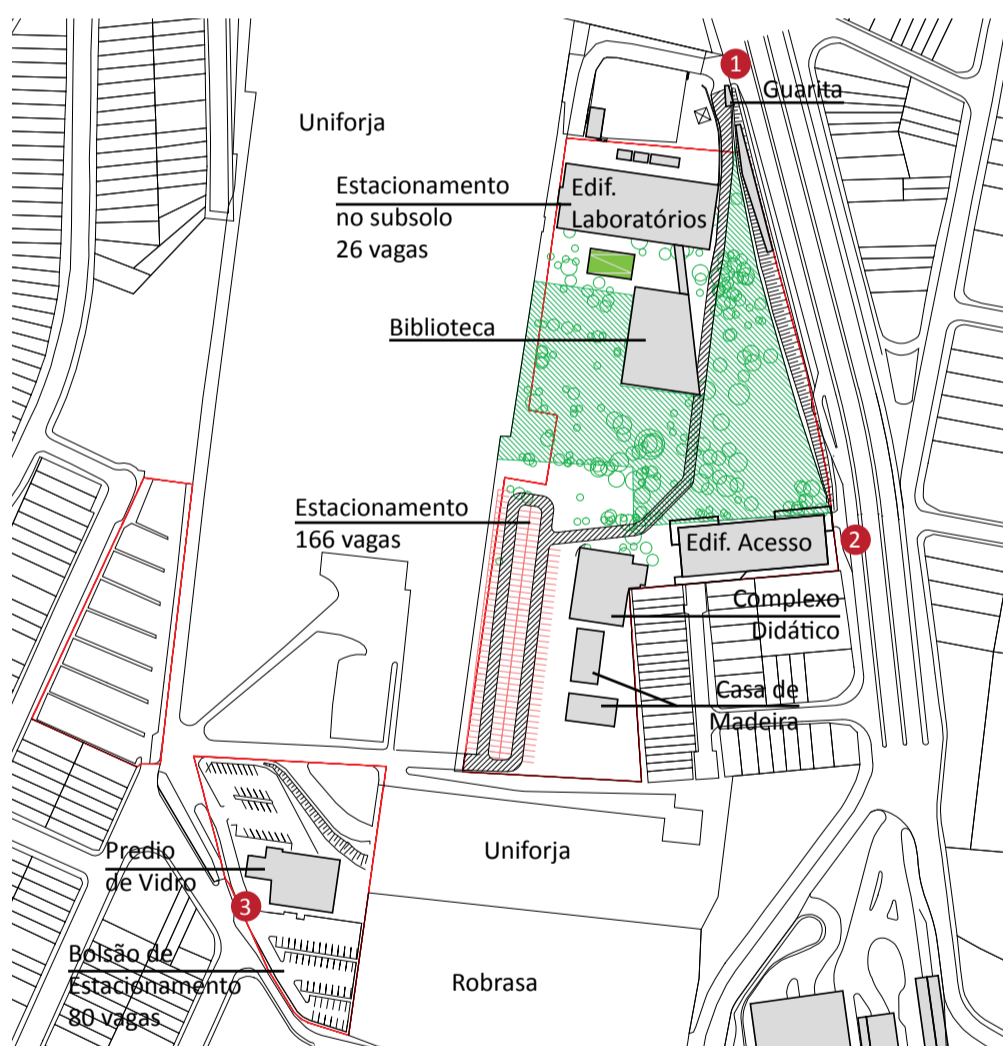 1
Guarita
Uniforja
Estacionamento
no subsolo
26 vagas
Edif.
Laboratórios
Biblioteca
Estacionamento
166 vagas
Edif. Acesso
2
Complexo
Didático
Casa de
Madeira
Predio
de Vidro
3
Uniforja
Bolsão de
Estacionamento
80 vagas
Robrasa